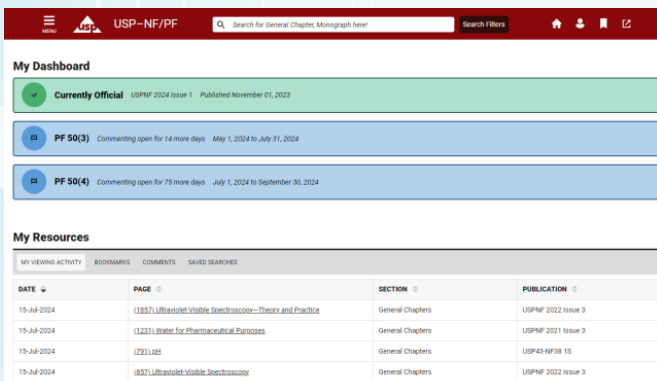 MENU
usp
USP–NF/PF
Search for General Chapter, Monograph here!
Search Filters
My Dashboard
Currently Official USPNF 2024 Issue 1 Published November 01, 2023
PF 50(3) Commenting open for 14 more days May 1, 2024 to July 31, 2024
PF 50(4) Commenting open for 75 more days July 1, 2024 to September 30, 2024
My Resources
MY VIEWING ACTIVITY BOOKMARKS COMMENTS SAVED SEARCHES
DATE PAGE SECTION PUBLICATION
15-Jul-2024 〈1857〉 Ultraviolet-Visible Spectroscopy—Theory and Practice General Chapters USPNF 2022 Issue 3
15-Jul-2024 〈1231〉 Water for Pharmaceutical Purposes General Chapters USPNF 2021 Issue 3
15-Jul-2024 〈791〉 pH General Chapters USP43-NF38 1S
15-Jul-2024 〈857〉 Ultraviolet-Visible Spectroscopy General Chapters USPNF 2022 Issue 3